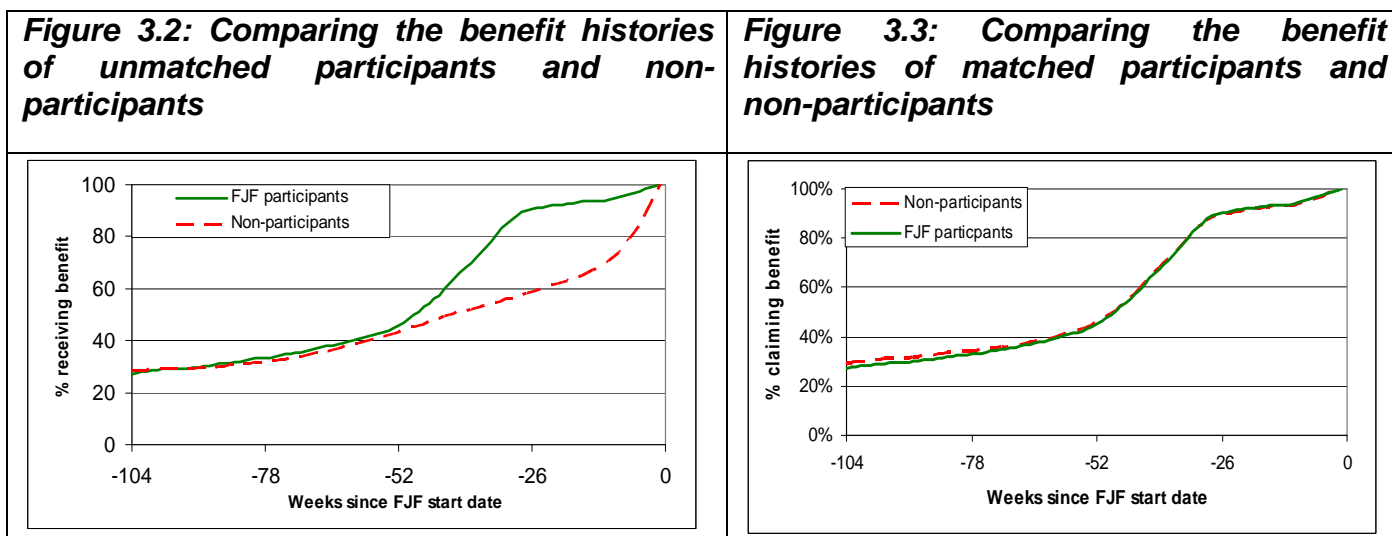 Figure 3.2: Comparing the benefit histories
of unmatched participants and non-
participants
Figure 3.3: Comparing the benefit
histories of matched participants and
non-participants
100
80
60
40
20
0
% receiving benefit
FJF participants
Non-participants
-104
-78
-52
-26
0
Weeks since FJF start date
100%
80%
60%
40%
20%
0%
% claiming benefit
Non-participants
FJF particpants
-104
-78
-52
-26
0
Weeks since FJF start date